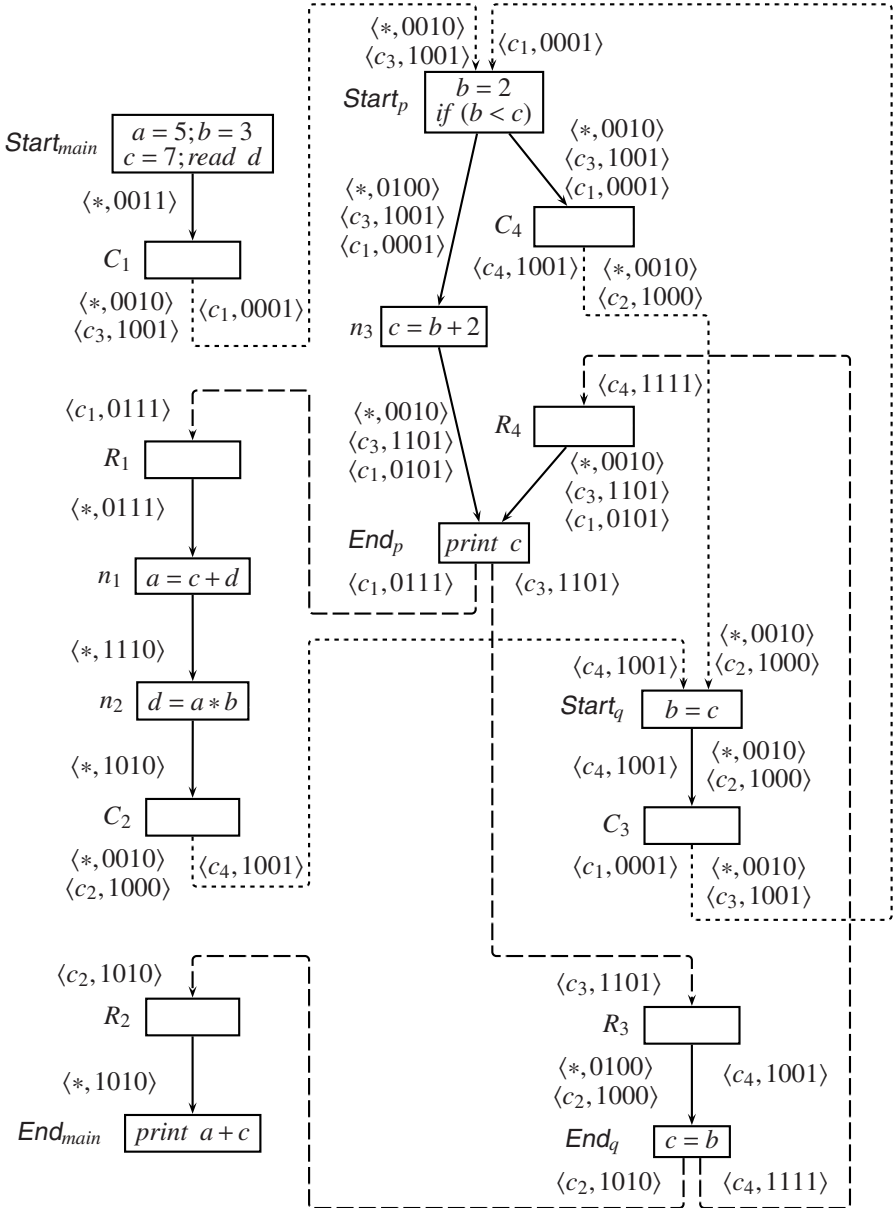 ⟨∗,0010⟩
⟨c₃,1001⟩
⟨c₁,0001⟩
Startₚ
b = 2
if (b < c)
Start_main
a = 5; b = 3
c = 7; read d
⟨∗,0010⟩
⟨c₃,1001⟩
⟨c₁,0001⟩
⟨∗,0011⟩
⟨∗,0100⟩
⟨c₃,1001⟩
⟨c₁,0001⟩
C₁
C₄
⟨∗,0010⟩
⟨c₃,1001⟩
⟨c₁,0001⟩
⟨c₄,1001⟩
⟨∗,0010⟩
⟨c₂,1000⟩
n₃
c = b + 2
⟨c₁,0111⟩
⟨c₄,1111⟩
R₁
⟨∗,0010⟩
⟨c₃,1101⟩
⟨c₁,0101⟩
R₄
⟨∗,0111⟩
⟨∗,0010⟩
⟨c₃,1101⟩
⟨c₁,0101⟩
Endₚ
print c
n₁
a = c + d
⟨c₁,0111⟩
⟨c₃,1101⟩
⟨∗,1110⟩
⟨c₄,1001⟩
⟨∗,0010⟩
⟨c₂,1000⟩
n₂
d = a ∗ b
Start_q
b = c
⟨∗,1010⟩
⟨c₄,1001⟩
⟨∗,0010⟩
⟨c₂,1000⟩
C₂
C₃
⟨∗,0010⟩
⟨c₂,1000⟩
⟨c₄,1001⟩
⟨c₁,0001⟩
⟨∗,0010⟩
⟨c₃,1001⟩
⟨c₂,1010⟩
⟨c₃,1101⟩
R₂
R₃
⟨∗,1010⟩
⟨∗,0100⟩
⟨c₂,1000⟩
⟨c₄,1001⟩
End_main
print a + c
End_q
c = b
⟨c₂,1010⟩
⟨c₄,1111⟩